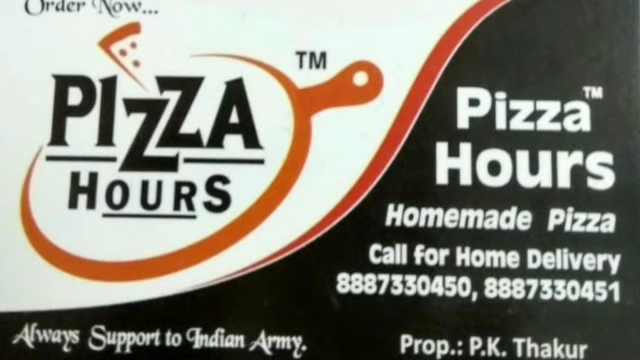 Order Now...
TM
PIZZA
HOURS
Pizza™
Hours
Homemade Pizza
Call for Home Delivery
8887330450, 8887330451
Always Support to Indian Army.
Prop.: P.K. Thakur